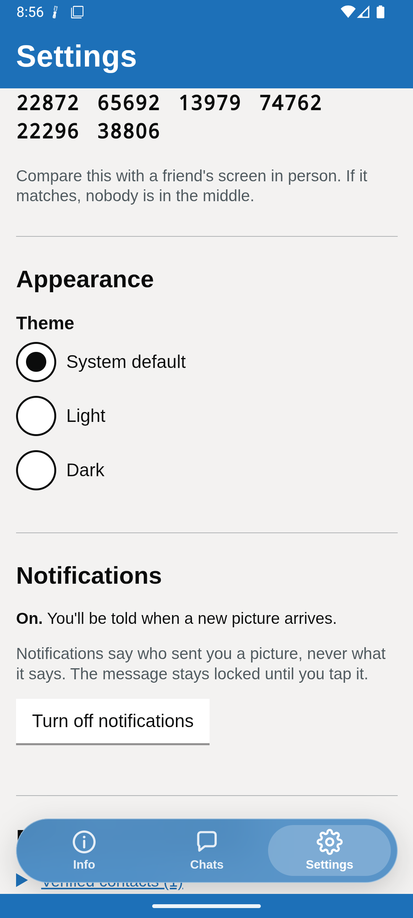 8:56
Settings
22872 65692 13979 74762
22296 38806
Compare this with a friend's screen in person. If it
matches, nobody is in the middle.
Appearance
Theme
System default
Light
Dark
Notifications
On. You'll be told when a new picture arrives.
Notifications say who sent you a picture, never what
it says. The message stays locked until you tap it.
Turn off notifications
Verified contacts (1)
Info Chats Settings